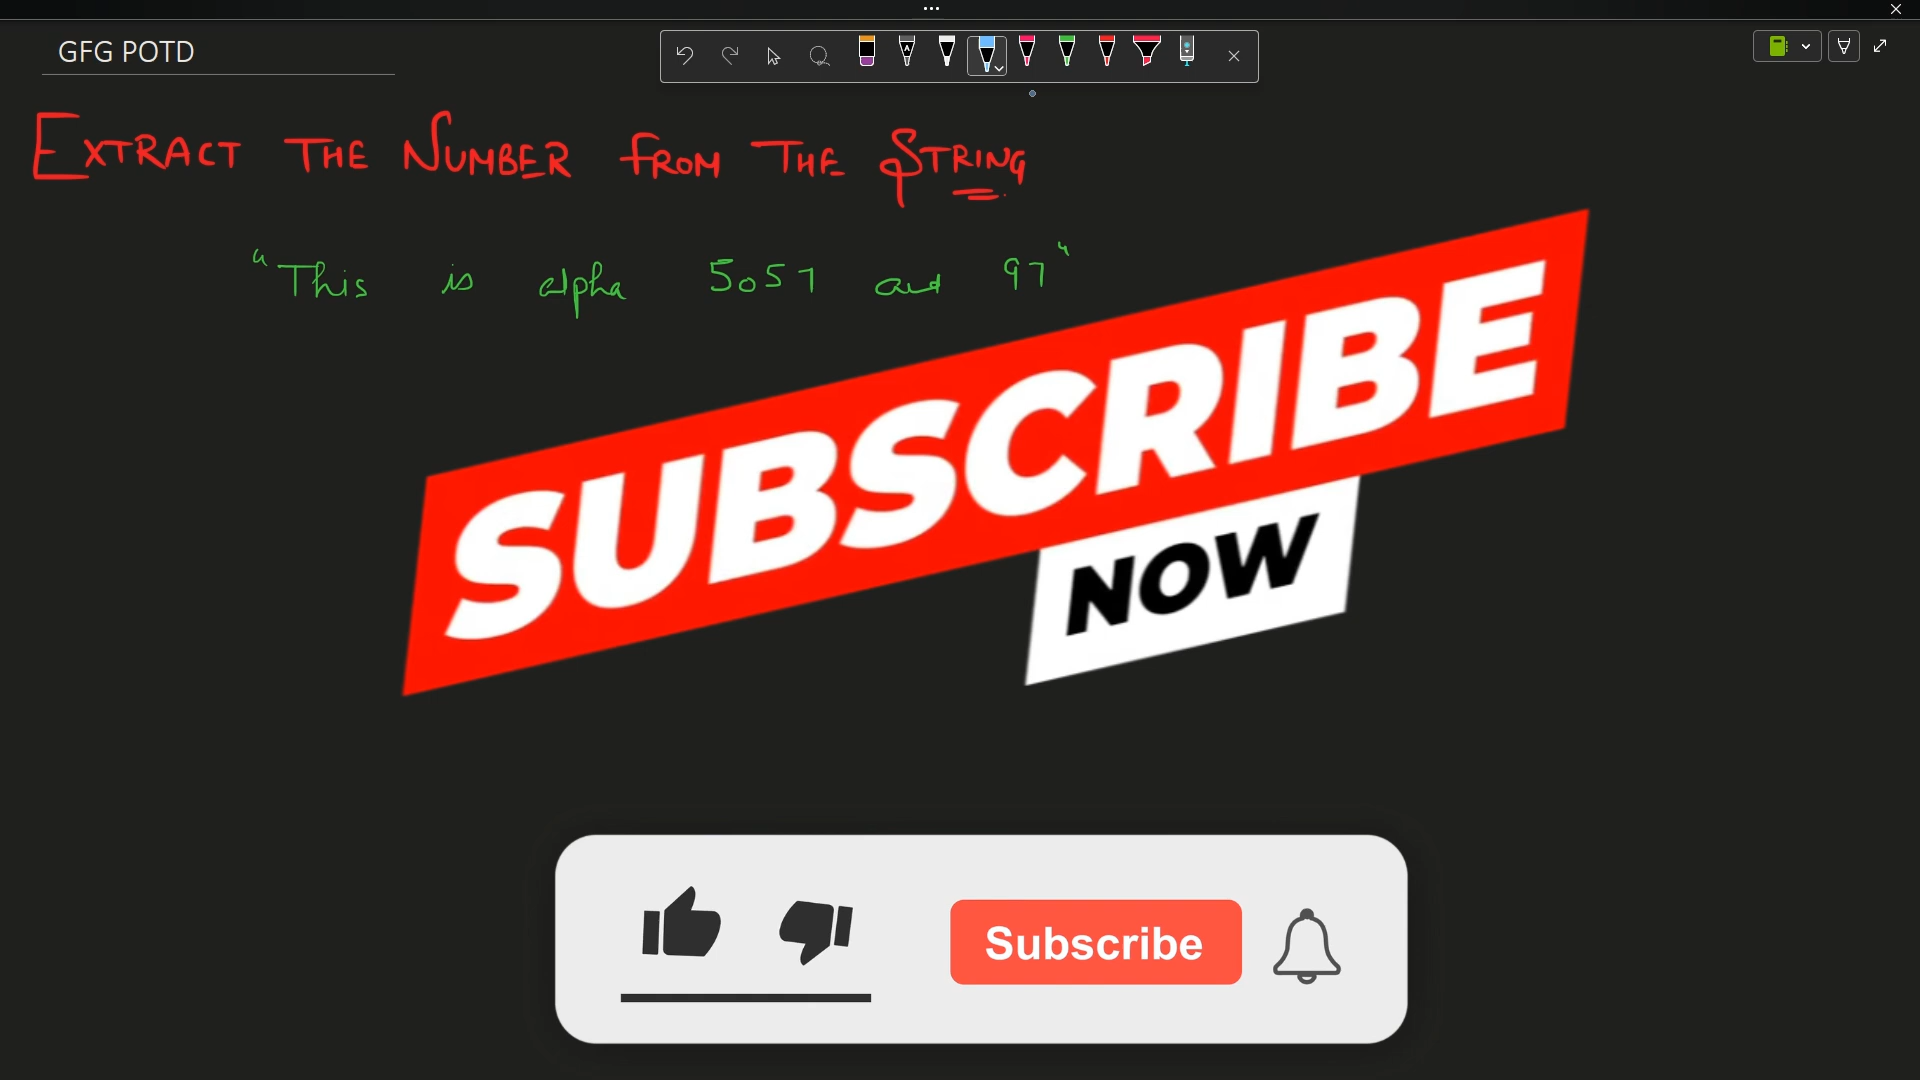 GFG POTD
EXTRACT THE NUMBER FROM THE STRING
"This is alpha 5057 and 97"
SUBSCRIBE
NOW
Subscribe